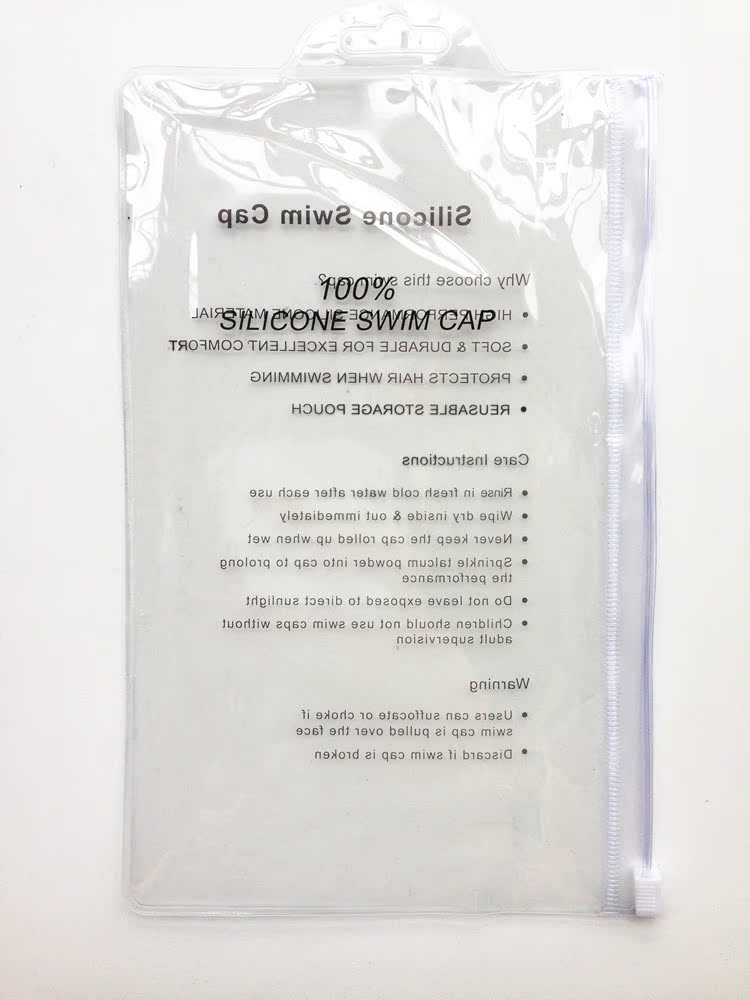 Silicone Swim Cap
Why choose this swim cap?
100%
• HIGH PERFORMANCE SILICONE MATERIAL
SILICONE SWIM CAP
• SOFT & DURABLE FOR EXCELLENT COMFORT
• PROTECTS HAIR WHEN SWIMMING
• REUSABLE STORAGE POUCH
Care Instructions
• Rinse in fresh cold water after each use
• Wipe dry inside & out immediately
• Never keep the cap rolled up when wet
• Sprinkle talcum powder into cap to prolong
the performance
• Do not leave exposed to direct sunlight
• Children should not use swim caps without
adult supervision
Warning
• Users can suffocate or choke if
swim cap is pulled over the face
• Discard if swim cap is broken